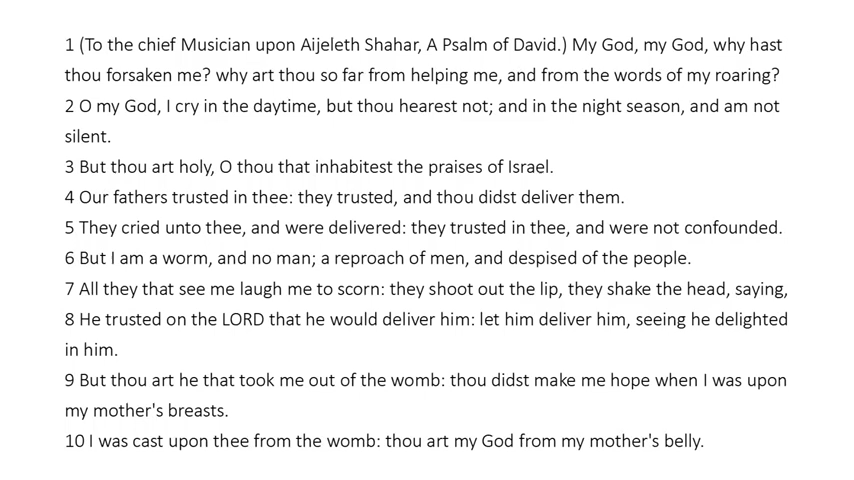 1 (To the chief Musician upon Aijeleth Shahar, A Psalm of David.) My God, my God, why hast
thou forsaken me? why art thou so far from helping me, and from the words of my roaring?
2 O my God, I cry in the daytime, but thou hearest not; and in the night season, and am not
silent.
3 But thou art holy, O thou that inhabitest the praises of Israel.
4 Our fathers trusted in thee: they trusted, and thou didst deliver them.
5 They cried unto thee, and were delivered: they trusted in thee, and were not confounded.
6 But I am a worm, and no man; a reproach of men, and despised of the people.
7 All they that see me laugh me to scorn: they shoot out the lip, they shake the head, saying,
8 He trusted on the LORD that he would deliver him: let him deliver him, seeing he delighted
in him.
9 But thou art he that took me out of the womb: thou didst make me hope when I was upon
my mother's breasts.
10 I was cast upon thee from the womb: thou art my God from my mother's belly.